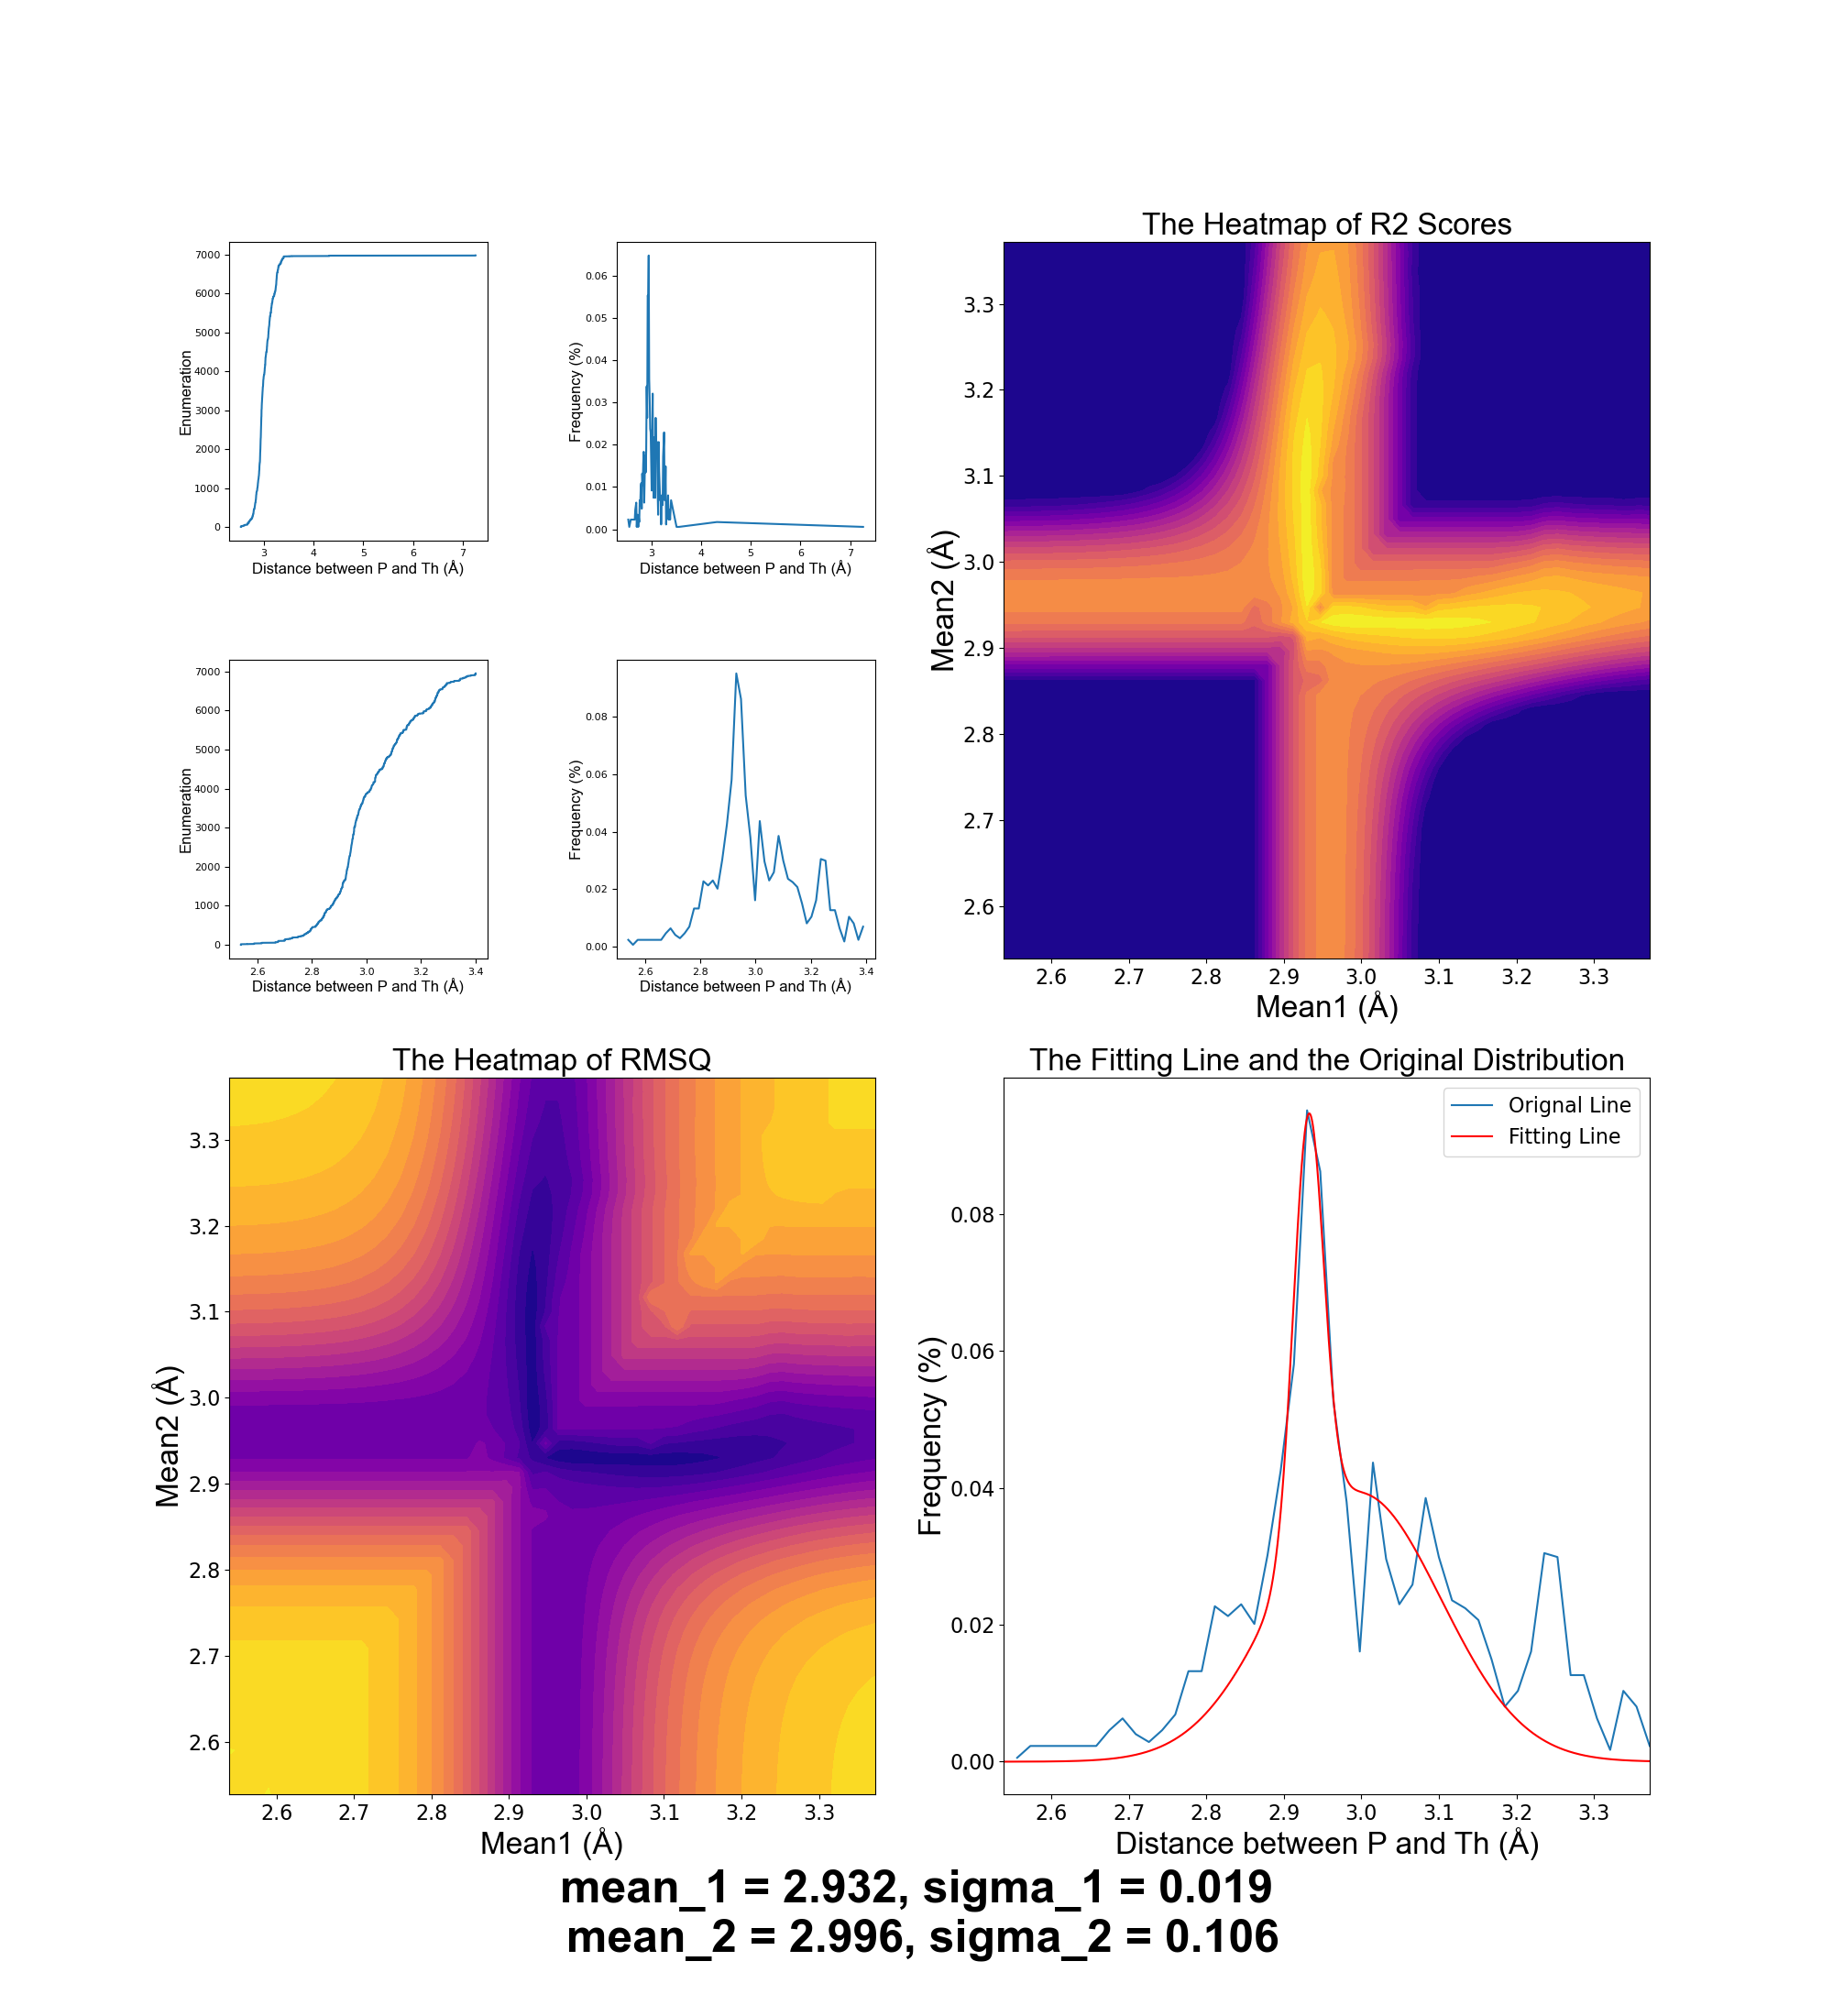 7000
6000
5000
4000
3000
2000
1000
0
Enumeration
3 4 5 6 7
Distance between P and Th (Å)
0.06
0.05
0.04
0.03
0.02
0.01
0.00
Frequency (%)
3 4 5 6 7
Distance between P and Th (Å)
The Heatmap of R2 Scores
3.3
3.2
3.1
3.0
2.9
2.8
2.7
2.6
Mean2 (Å)
2.6 2.7 2.8 2.9 3.0 3.1 3.2 3.3
Mean1 (Å)
7000
6000
5000
4000
3000
2000
1000
0
Enumeration
2.6 2.8 3.0 3.2 3.4
Distance between P and Th (Å)
0.08
0.06
0.04
0.02
0.00
Frequency (%)
2.6 2.8 3.0 3.2 3.4
Distance between P and Th (Å)
The Heatmap of RMSQ
3.3
3.2
3.1
3.0
2.9
2.8
2.7
2.6
Mean2 (Å)
2.6 2.7 2.8 2.9 3.0 3.1 3.2 3.3
Mean1 (Å)
The Fitting Line and the Original Distribution
Orignal Line
Fitting Line
0.08
0.06
0.04
0.02
0.00
Frequency (%)
2.6 2.7 2.8 2.9 3.0 3.1 3.2 3.3
Distance between P and Th (Å)
mean_1 = 2.932, sigma_1 = 0.019
mean_2 = 2.996, sigma_2 = 0.106